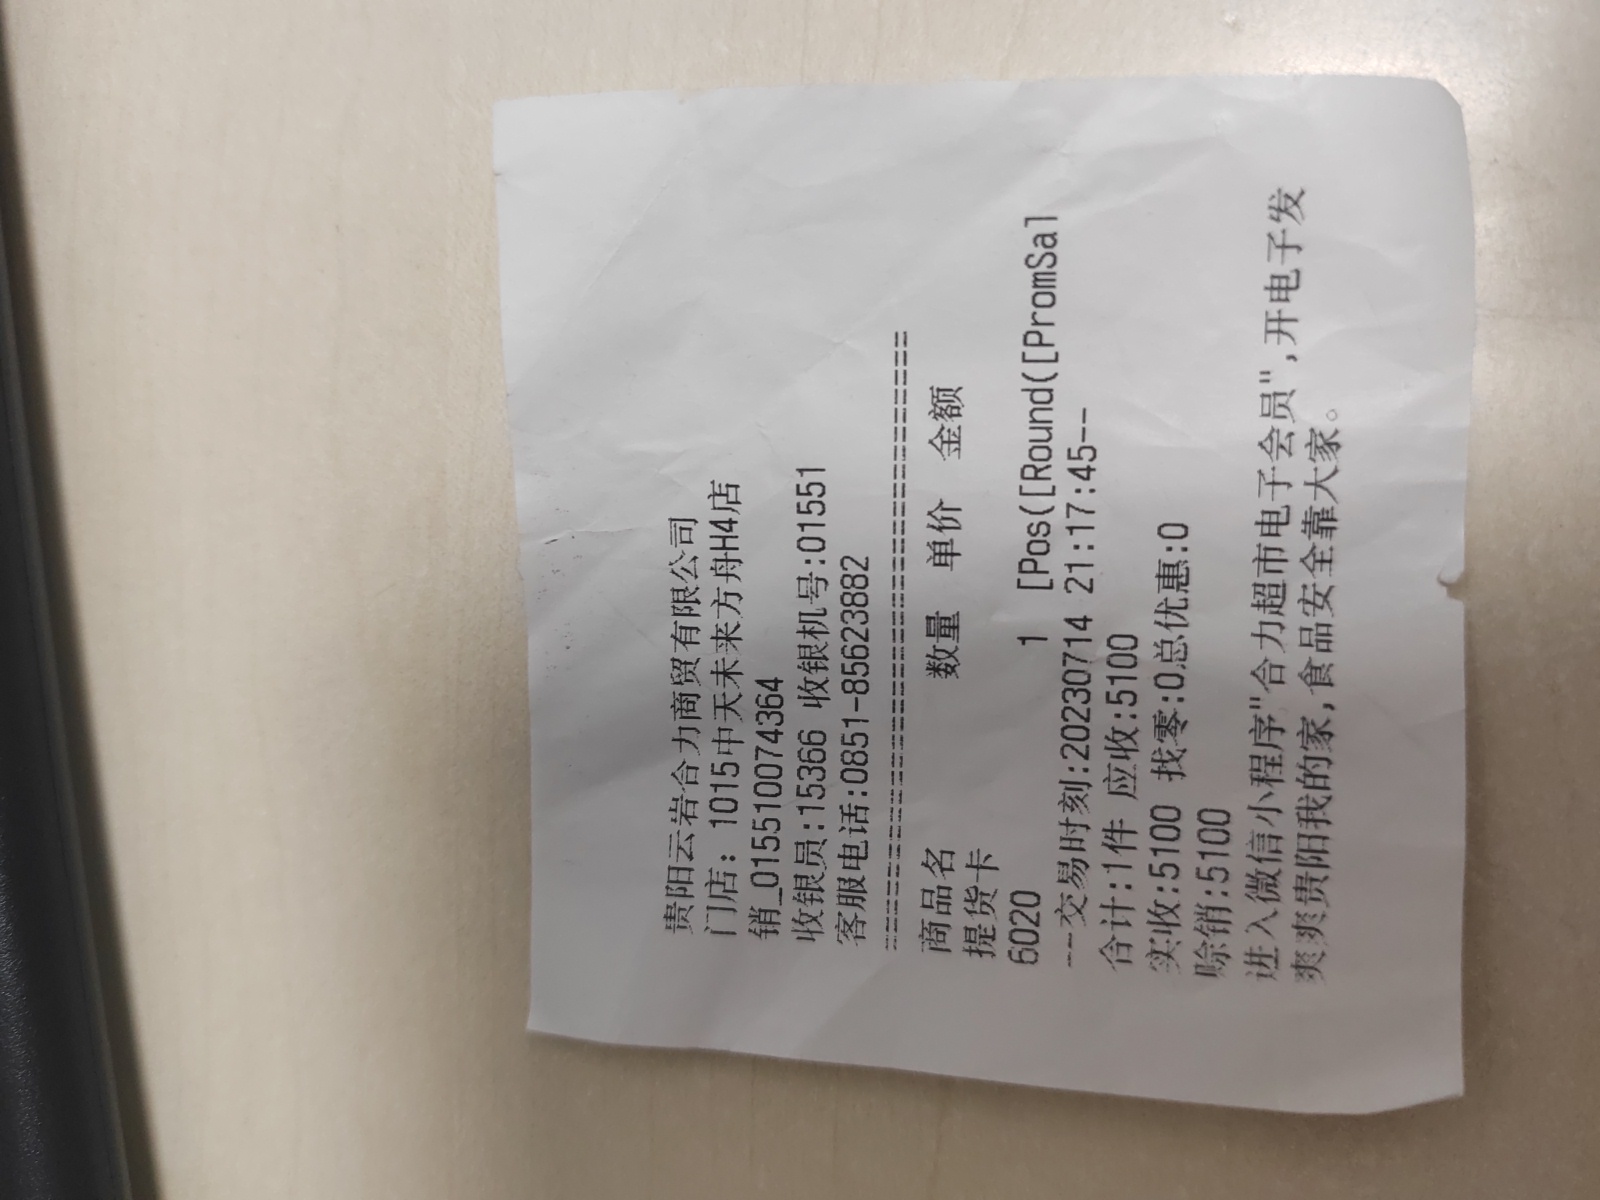 贵阳云岩合力商贸有限公司
门店: 1015中天未来方舟H4店
销_015510074364
收银员:15366 收银机号:01551
客服电话:0851-85623882
====================================
商品名 数量 单价 金额
提货卡
6020 1 [Pos([Round([PromSal
--交易时刻:20230714 21:17:45--
合计:1件 应收:5100
实收:5100 找零:0总优惠:0
赊销:5100
进入微信小程序"合力超市电子会员",开电子发
爽爽贵阳我的家,食品安全靠大家。